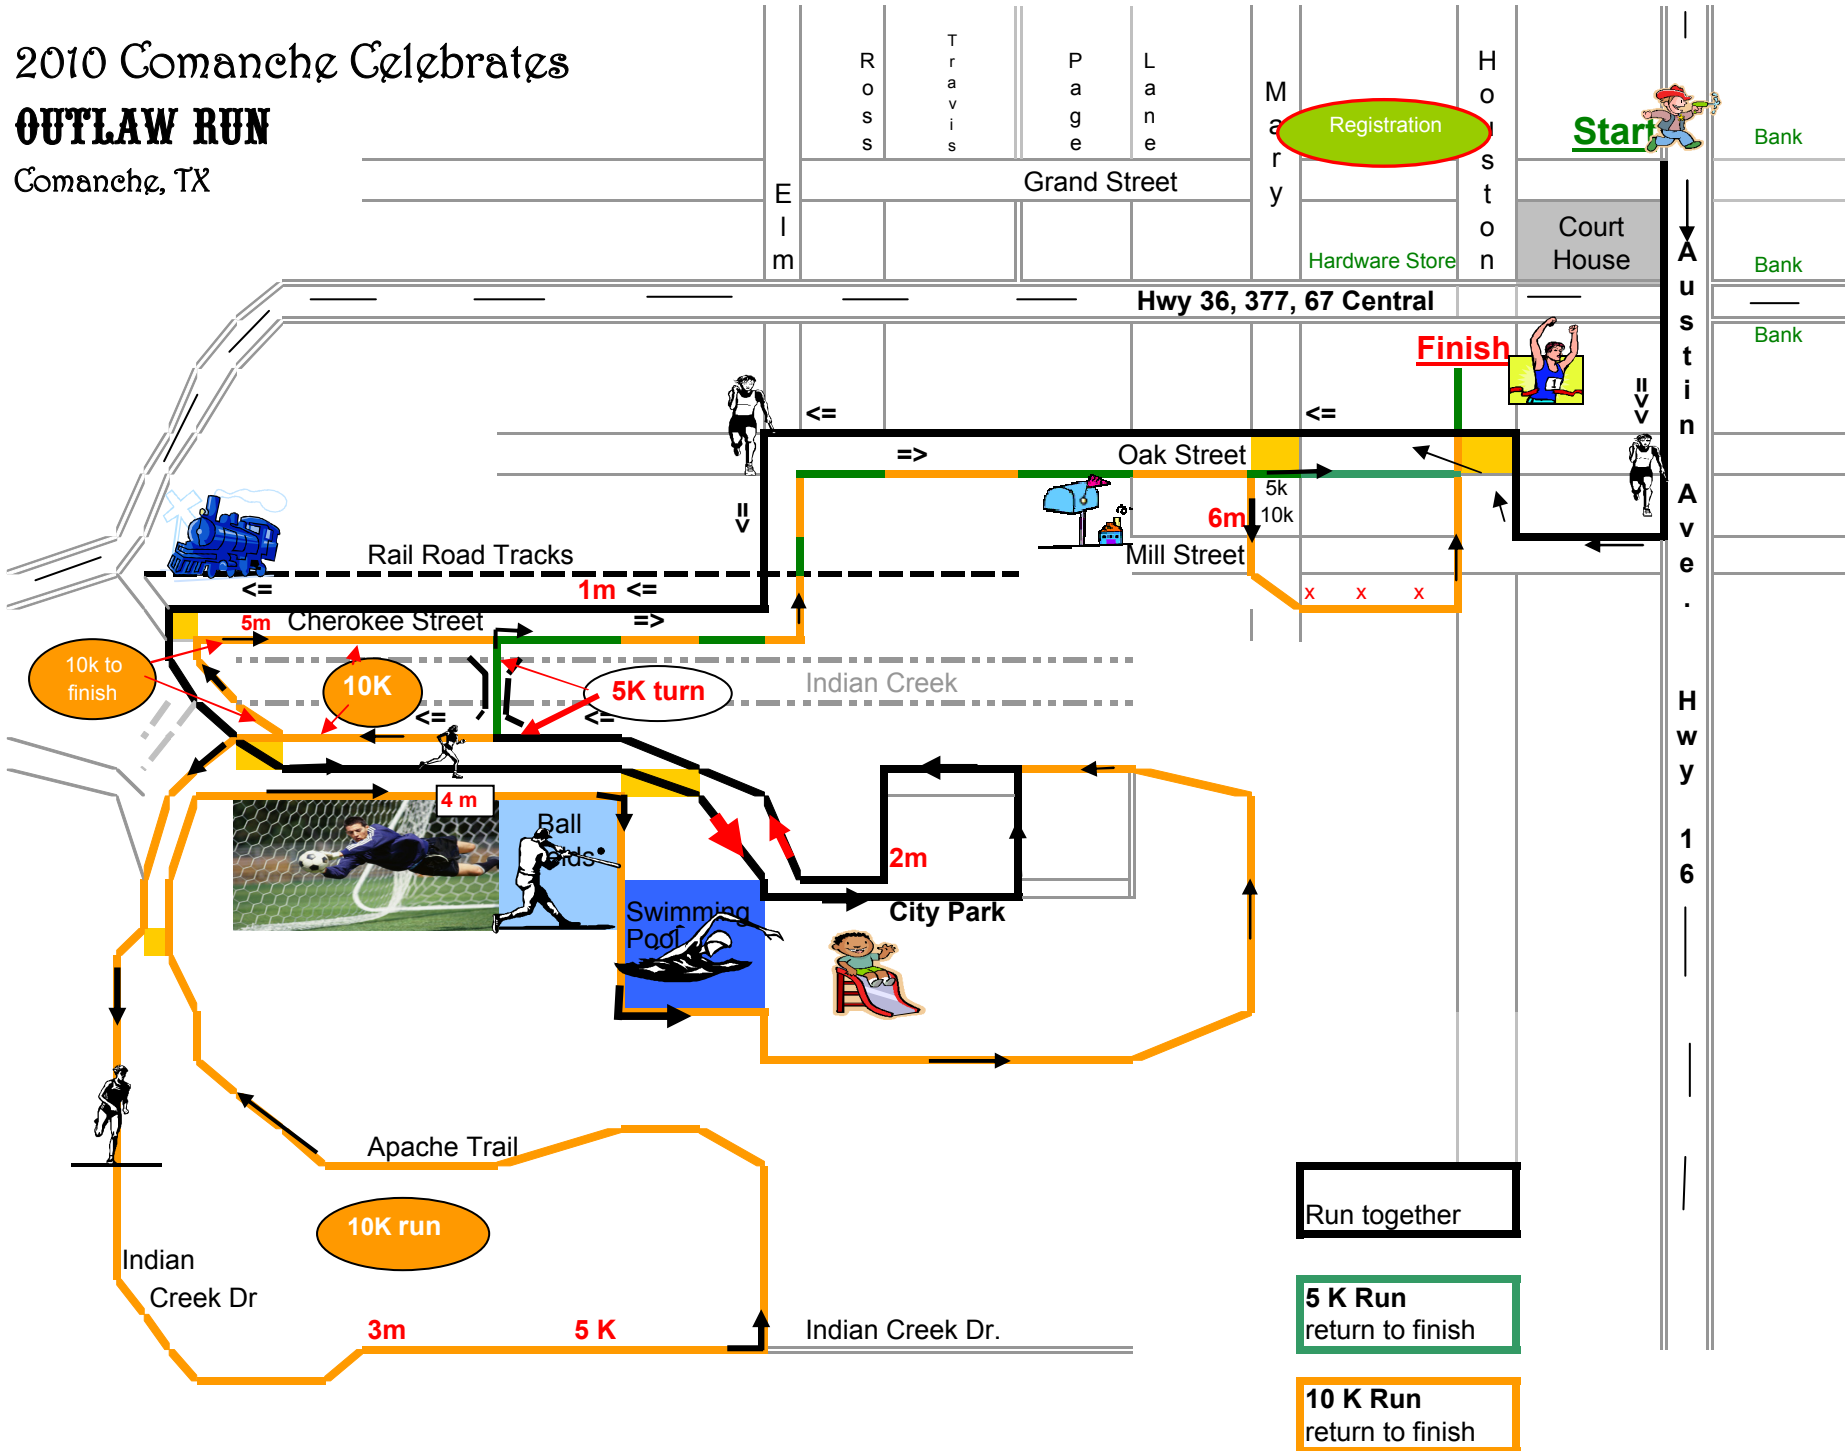 2010 Comanche Celebrates
OUTLAW RUN
Comanche, TX
Ross
Travis
Page
Lane
Mary
Houston
Registration
Start
Bank
Grand Street
Elm
Court
House
Hardware Store
Bank
Hwy 36, 377, 67 Central
Bank
Finish
1
Austin Ave. Hwy 16
<=
<=
=>>
=>
Oak Street
5k
10k
6m
=>
Mill Street
Rail Road Tracks
<=
1m <=
x x x
5m
Cherokee Street
=>
10k to
finish
10K
5K turn
Indian Creek
<=
<=
4 m
Ball
2m
City Park
Swimming
Pool
Apache Trail
10K run
Indian
Creek Dr
3m
5 K
Indian Creek Dr.
Run together
5 K Run
return to finish
10 K Run
return to finish